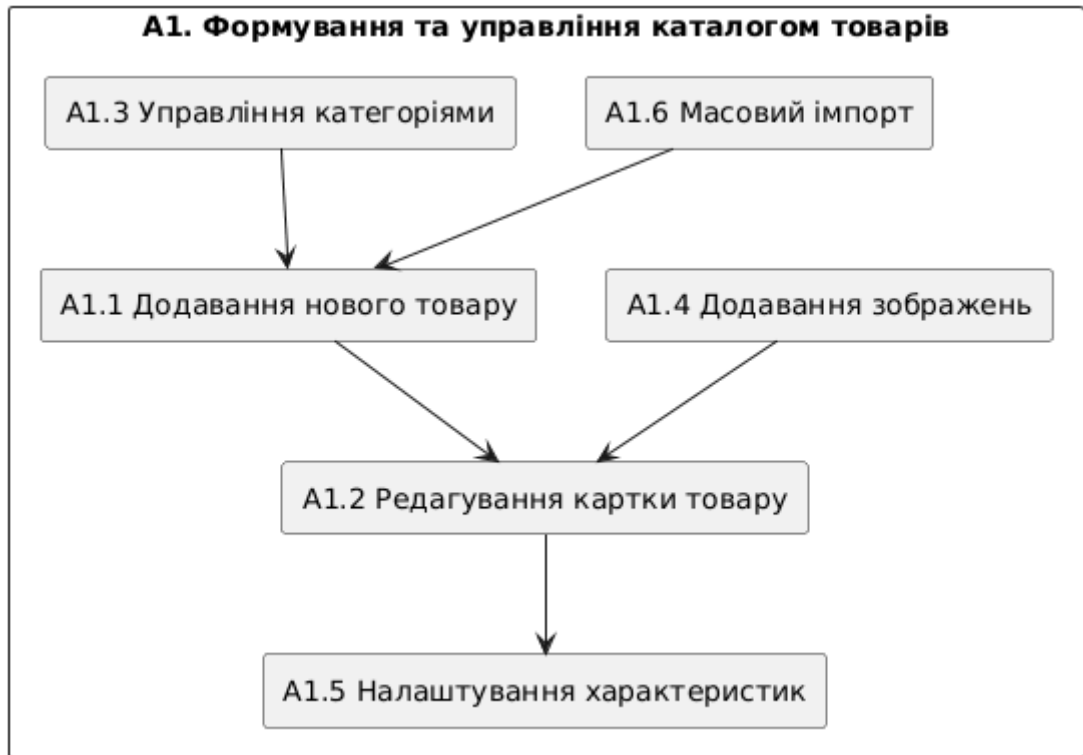 А1. Формування та управління каталогом товарів
А1.3 Управління категоріями
А1.6 Масовий імпорт
А1.1 Додавання нового товару
А1.4 Додавання зображень
А1.2 Редагування картки товару
А1.5 Налаштування характеристик